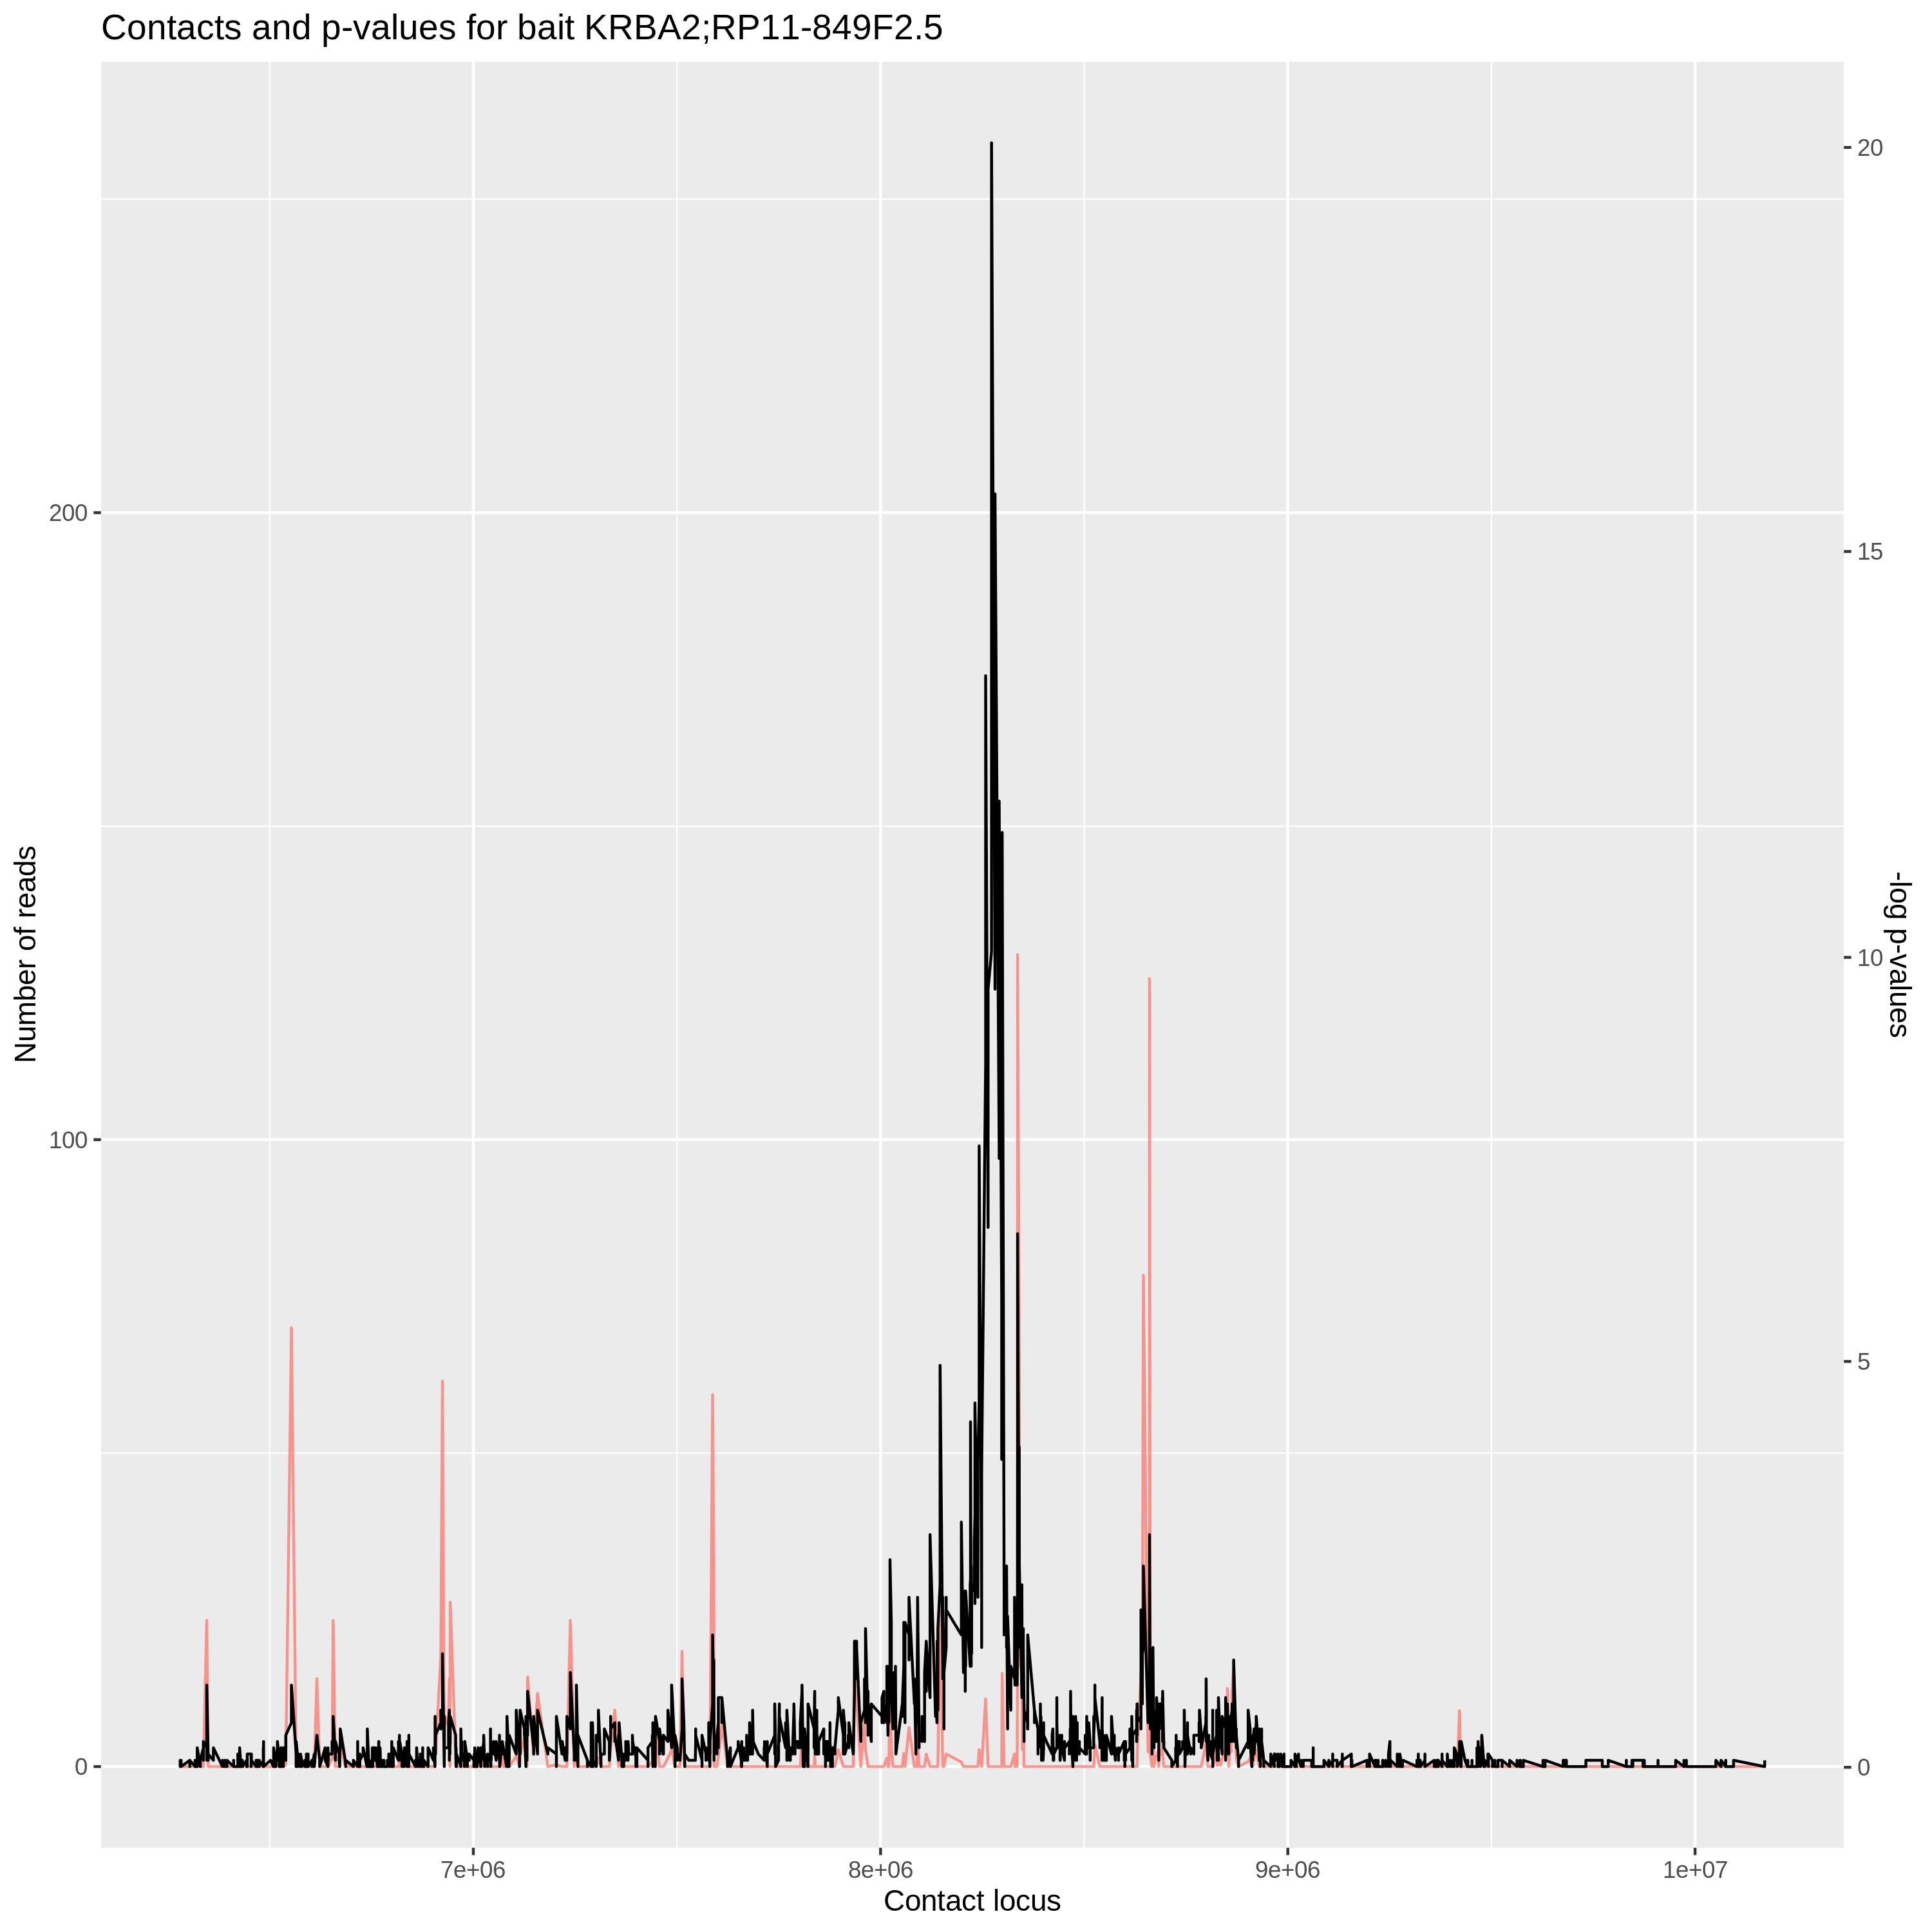 Contacts and p-values for bait KRBA2;RP11-849F2.5
20
200
15
Number of reads
-log p-values
10
100
5
0
0
7e+06
8e+06
9e+06
1e+07
Contact locus